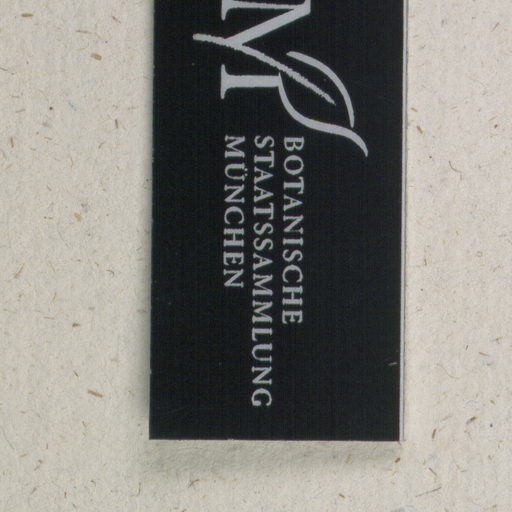 M
BOTANISCHE
STAATSSAMMLUNG
MÜNCHEN